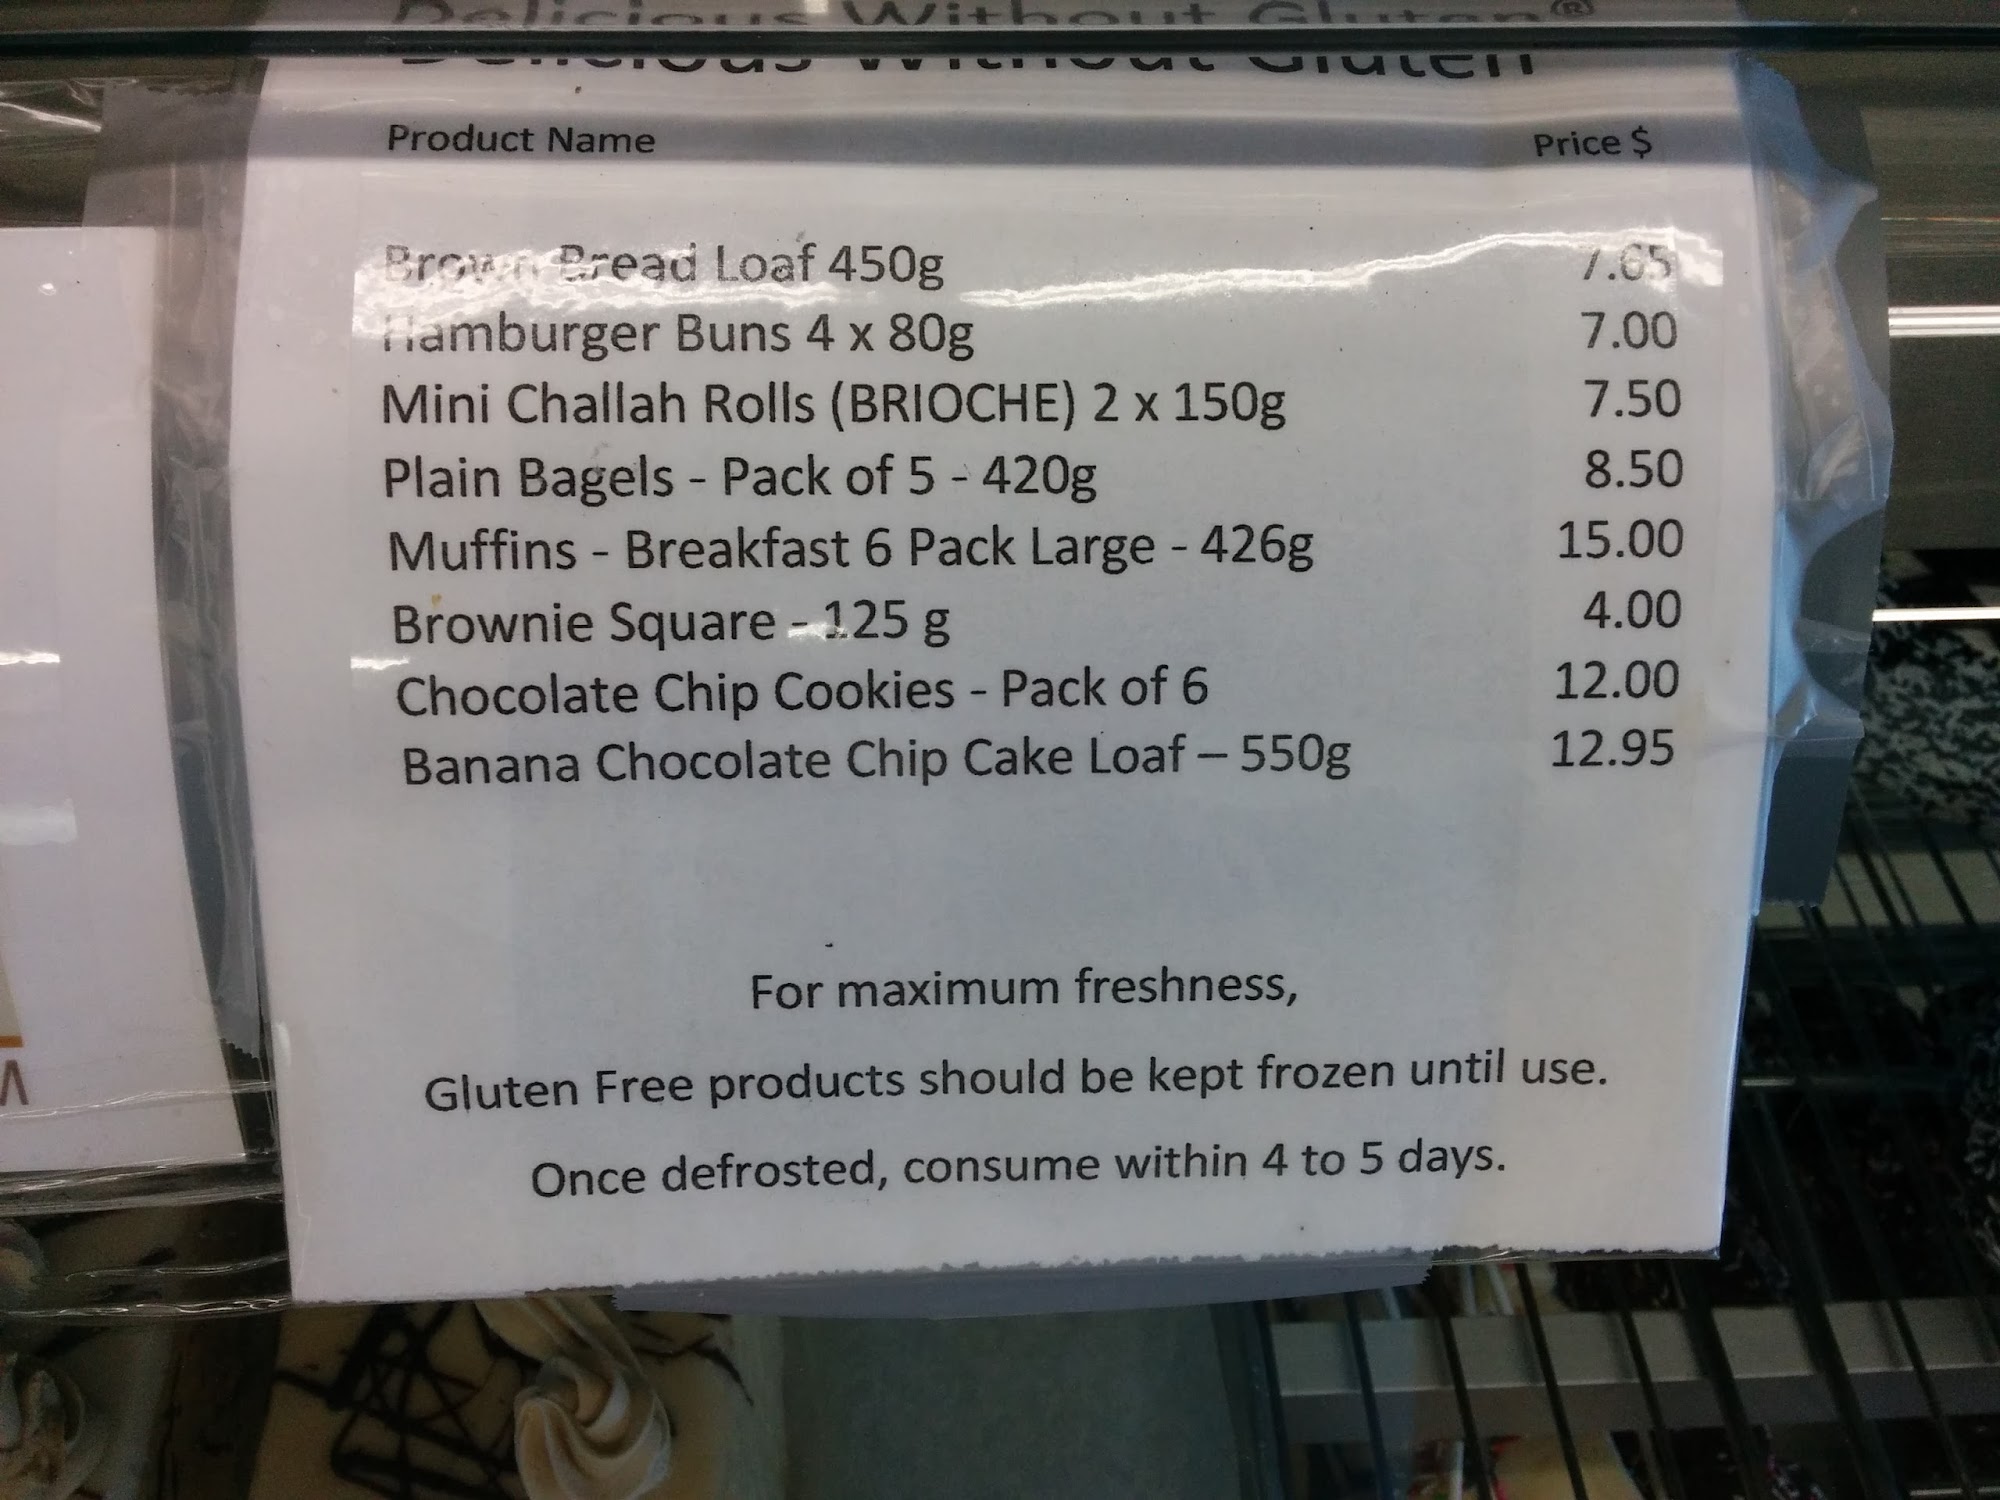 Delicious Without Gluten®
Delicious Without Gluten
Product Name Price $
Brown Bread Loaf 450g 7.65
Hamburger Buns 4 x 80g 7.00
Mini Challah Rolls (BRIOCHE) 2 x 150g 7.50
Plain Bagels - Pack of 5 - 420g 8.50
Muffins - Breakfast 6 Pack Large - 426g 15.00
Brownie Square - 125 g 4.00
Chocolate Chip Cookies - Pack of 6 12.00
Banana Chocolate Chip Cake Loaf – 550g 12.95
For maximum freshness,
Gluten Free products should be kept frozen until use.
Once defrosted, consume within 4 to 5 days.